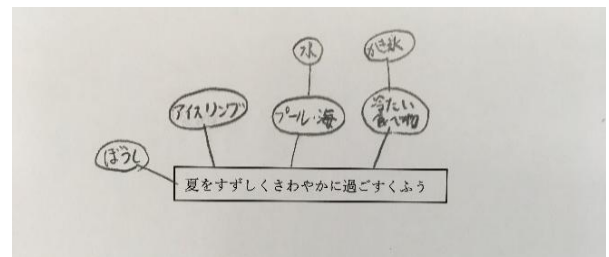 水
かき氷
アイスリング
プール・海
冷たい
食べ物
ぼうし
夏をすずしくさわやかに過ごすくふう